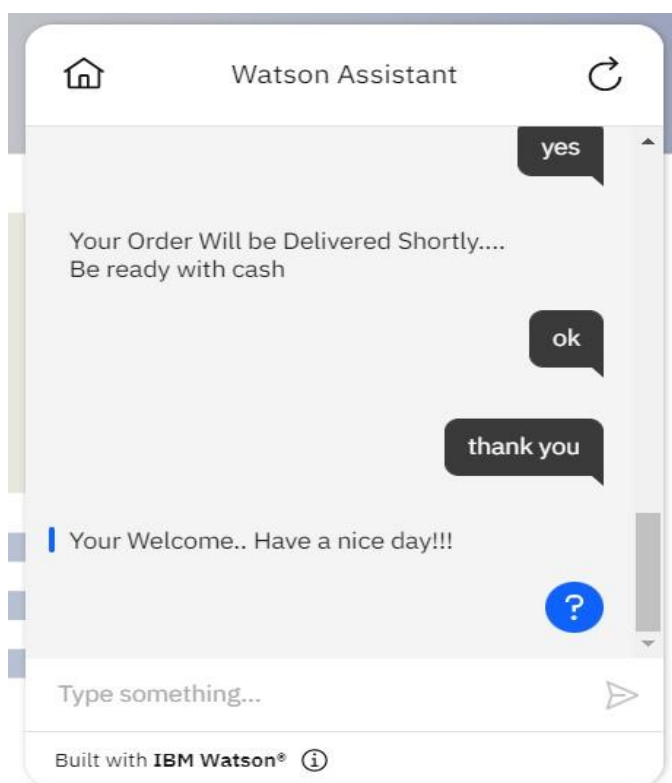 Watson Assistant
yes
Your Order Will be Delivered Shortly....
Be ready with cash
ok
thank you
Your Welcome.. Have a nice day!!!
?
Type something...
Built with IBM Watson®